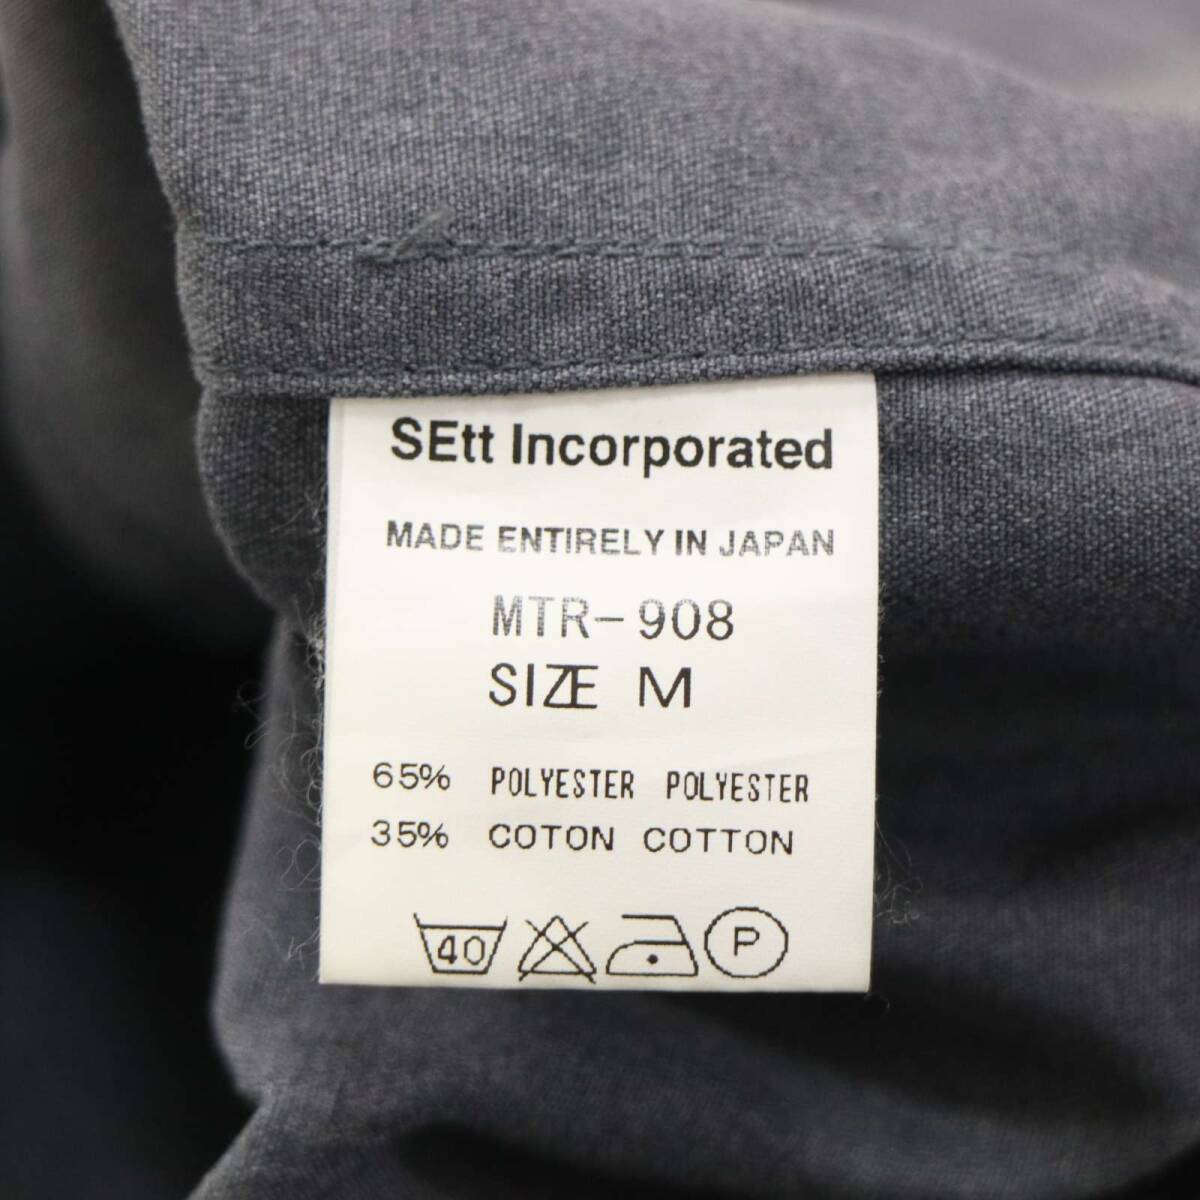 SEtt Incorporated
MADE ENTIRELY IN JAPAN
MTR-908
SIZE M
65% POLYESTER POLYESTER
35% COTON COTTON
40 P